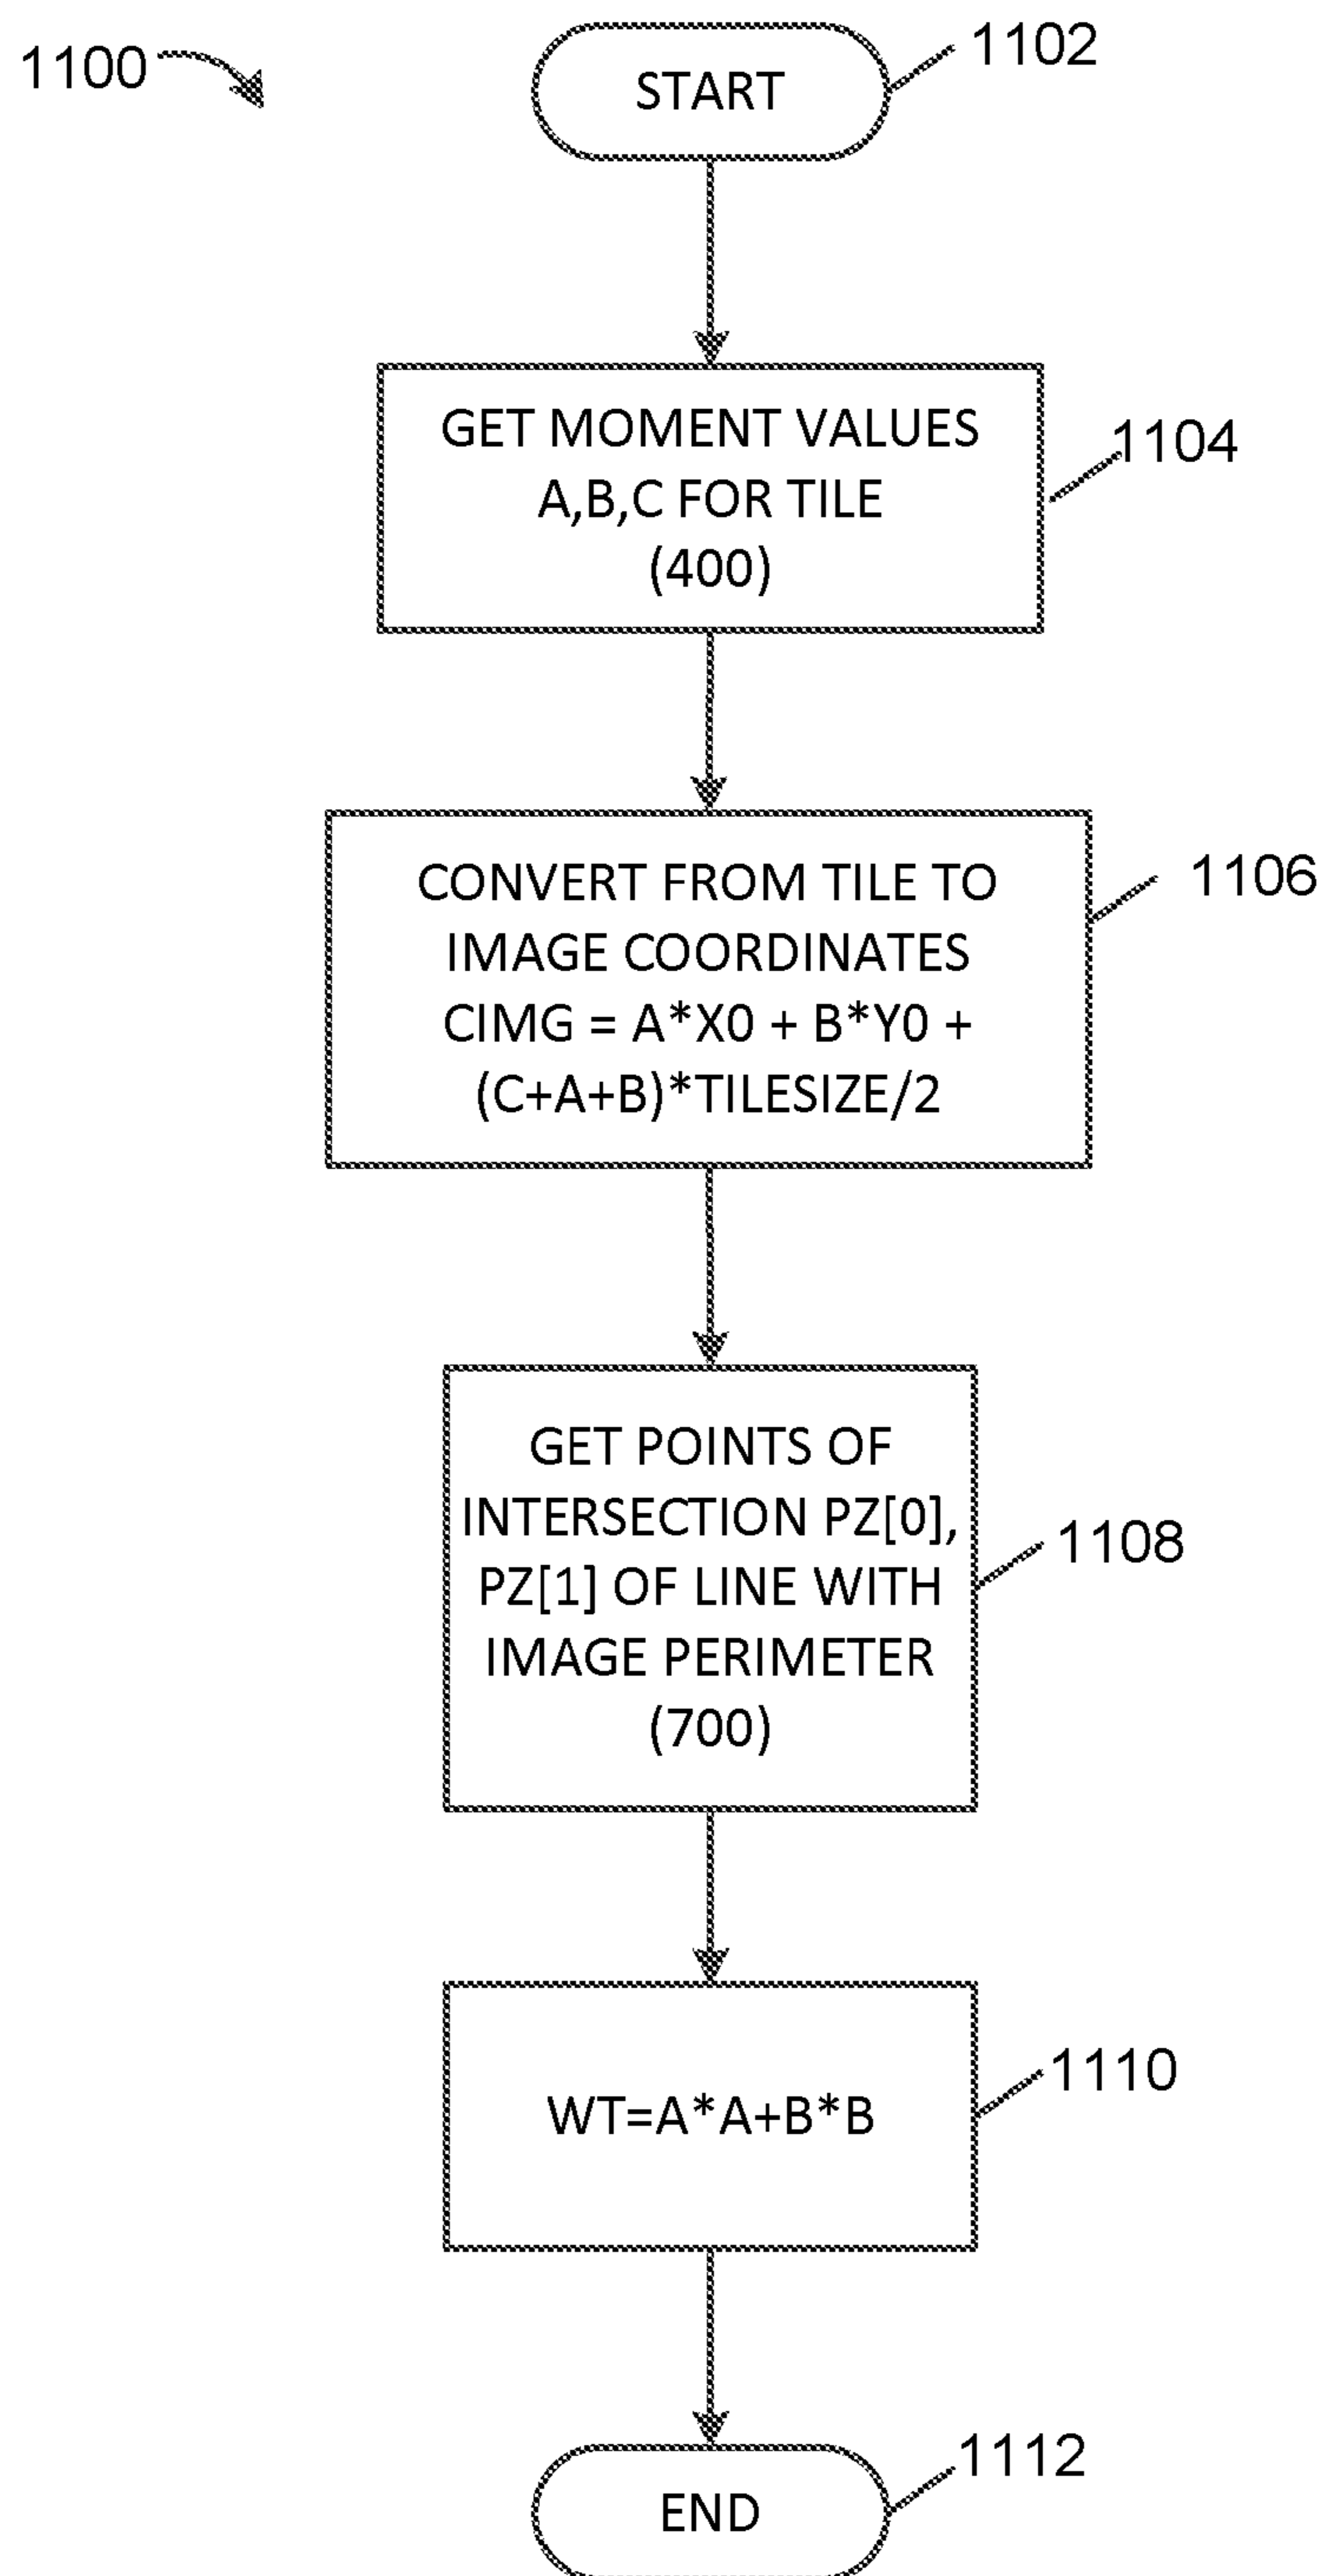 1100
START
1102
GET MOMENT VALUES
A,B,C FOR TILE
(400)
1104
CONVERT FROM TILE TO
IMAGE COORDINATES
CIMG = A*X0 + B*Y0 +
(C+A+B)*TILESIZE/2
1106
GET POINTS OF
INTERSECTION PZ[0],
PZ[1] OF LINE WITH
IMAGE PERIMETER
(700)
1108
WT=A*A+B*B
1110
END
1112